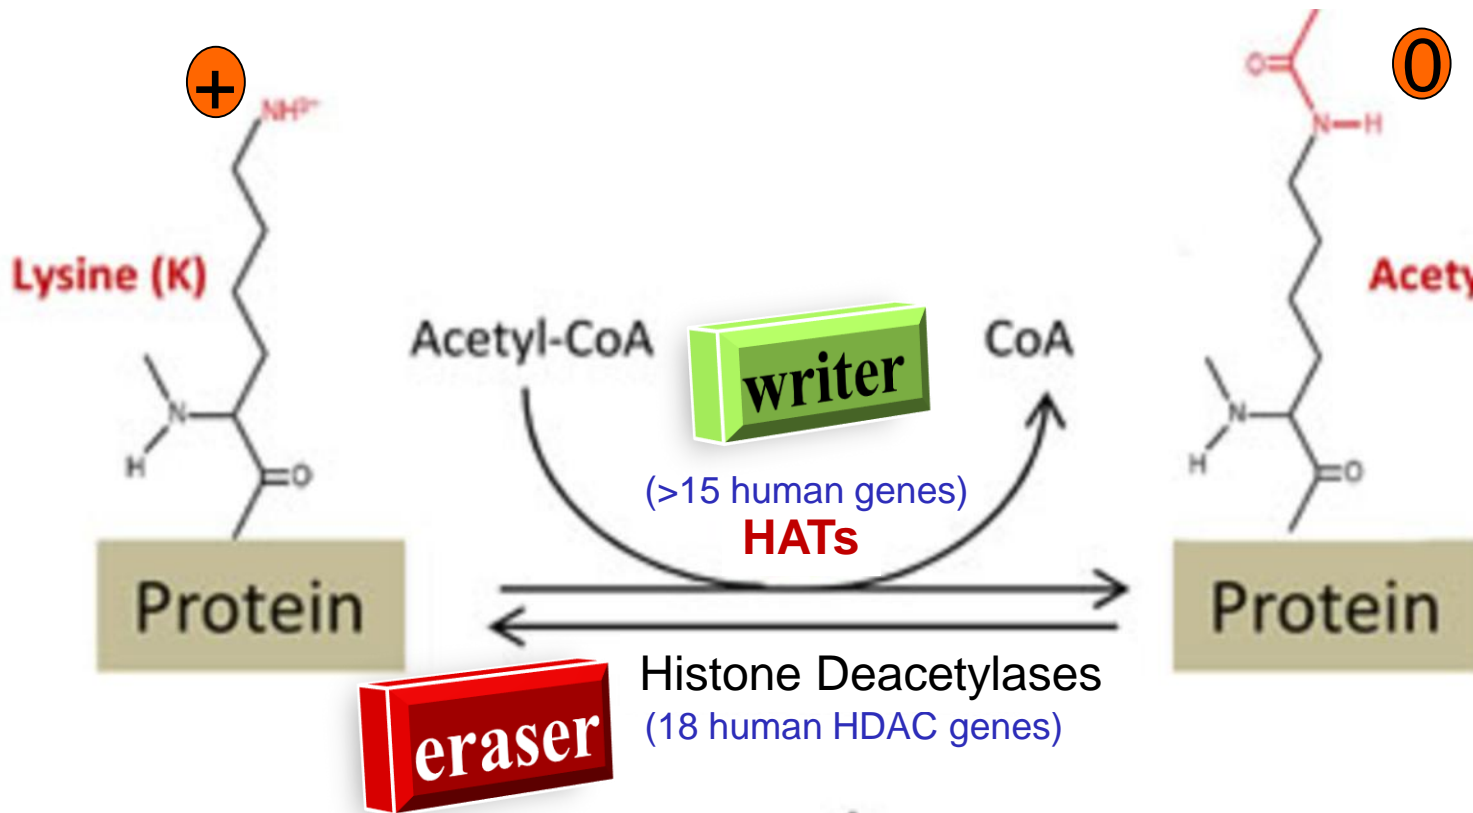 +
O
0
NH3+
N
H
Lysine (K)
Acety
Acetyl-CoA
writer
CoA
N
H
O
N
H
O
(>15 human genes)
HATs
Protein
Protein
Histone Deacetylases
(18 human HDAC genes)
eraser